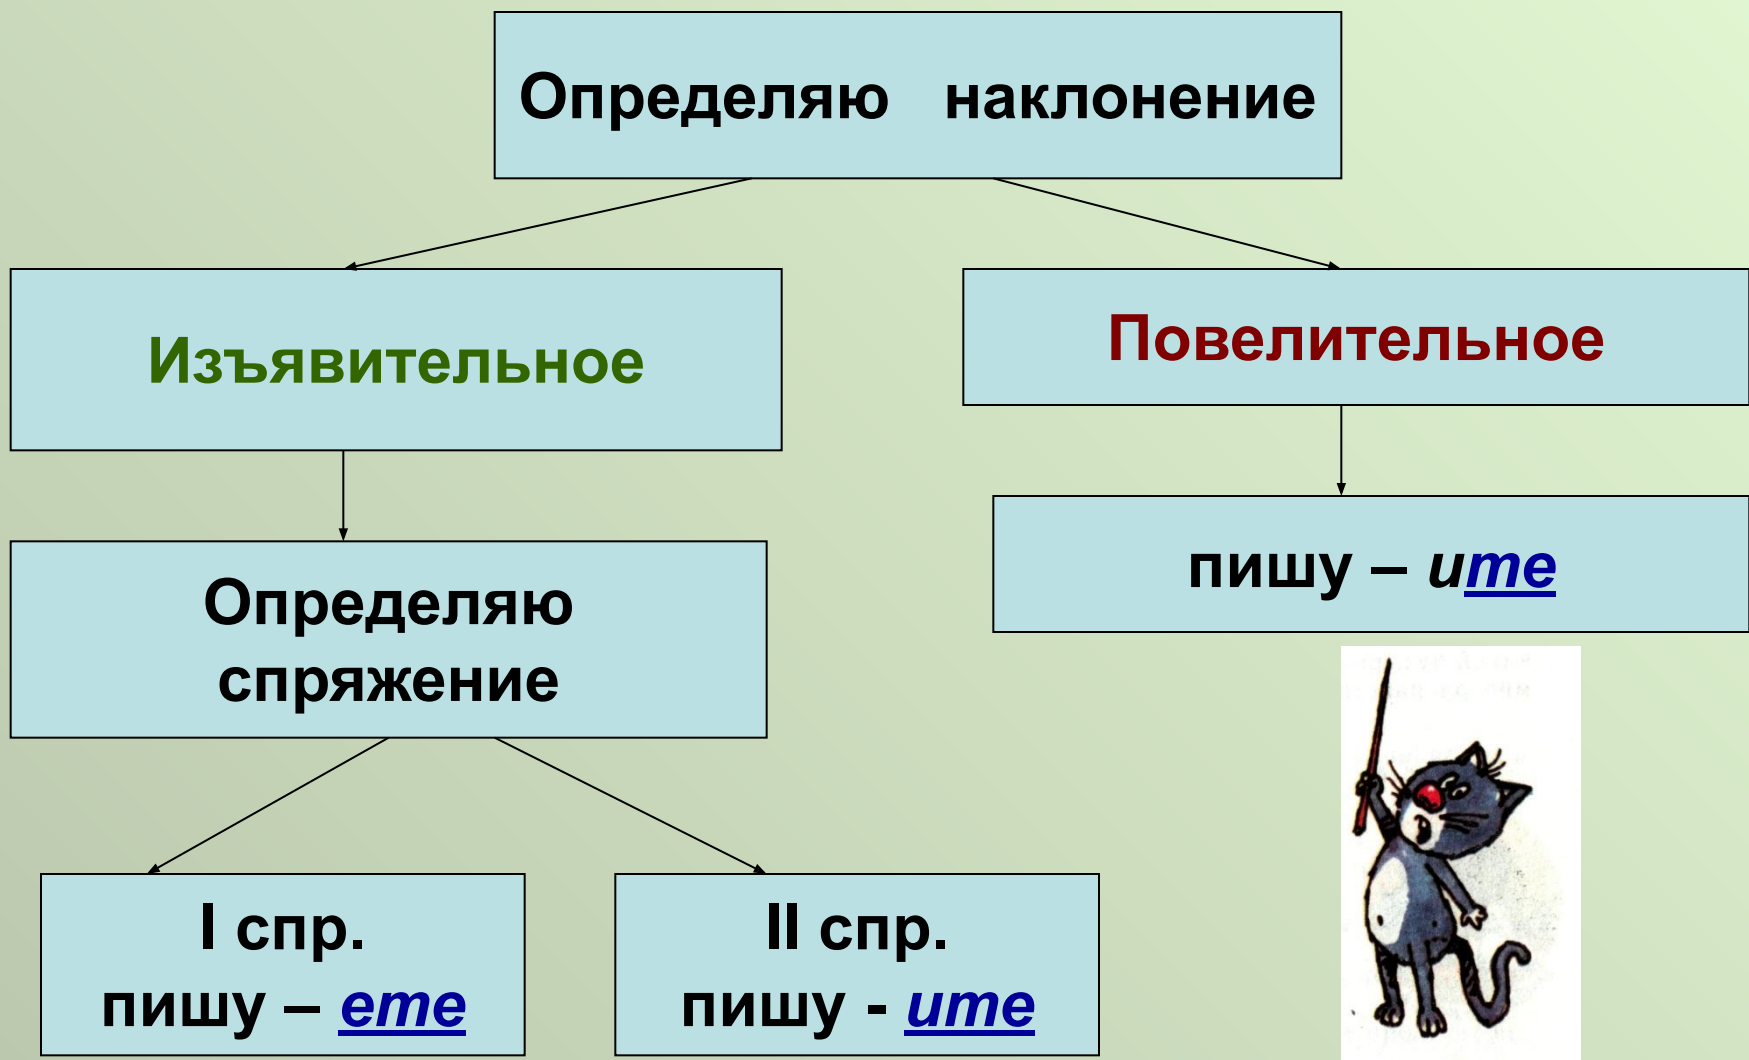 Определяю наклонение
Изъявительное
Повелительное
пишу – ите
Определяю
спряжение
I спр.
пишу – ете
II спр.
пишу - ите